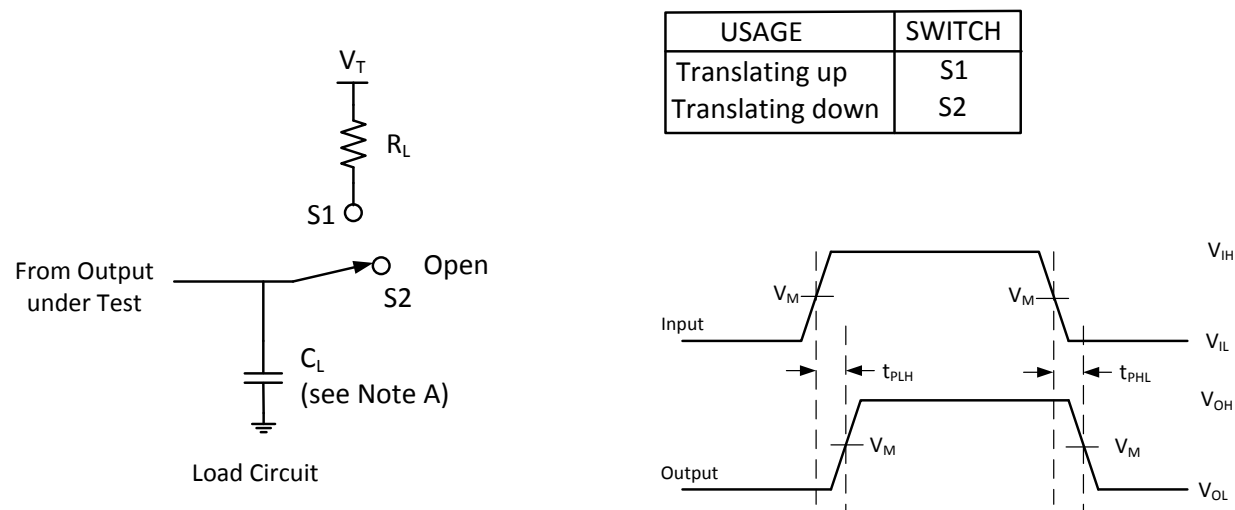 USAGE SWITCH
Translating up S1
Translating down S2
VT
RL
S1
From Output
under Test
Open
S2
CL
(see Note A)
Load Circuit
VIH
VM
VM
Input
VIL
tPLH
tPHL
VOH
VM
VM
Output
VOL